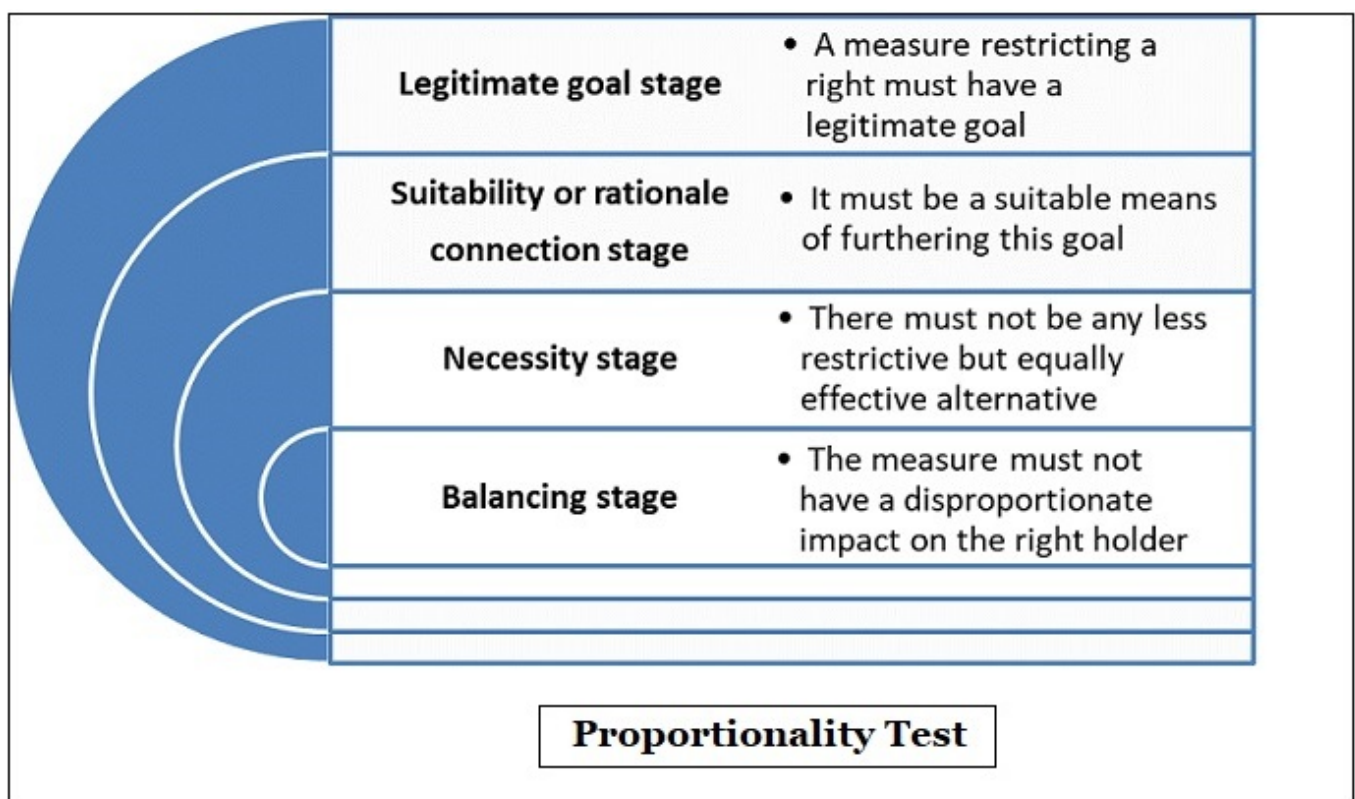 Legitimate goal stage
• A measure restricting a
right must have a
legitimate goal
Suitability or rationale
connection stage
• It must be a suitable means
of furthering this goal
Necessity stage
• There must not be any less
restrictive but equally
effective alternative
Balancing stage
• The measure must not
have a disproportionate
impact on the right holder
Proportionality Test